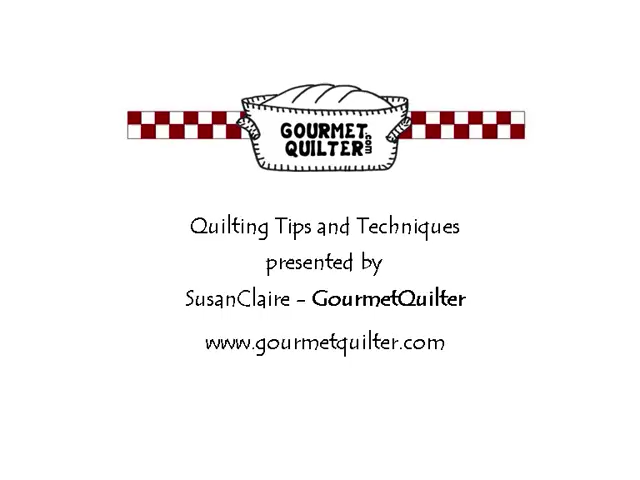 GOURMET
QUILTER.com
Quilting Tips and Techniques
presented by
SusanClaire - GourmetQuilter
www.gourmetquilter.com